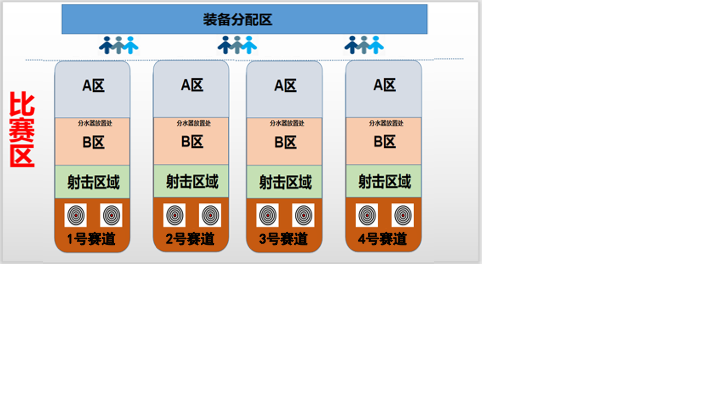 装备分配区
比赛区
A区
A区
A区
A区
分水器放置处
分水器放置处
分水器放置处
分水器放置处
B区
B区
B区
B区
射击区域
射击区域
射击区域
射击区域
1号赛道
2号赛道
3号赛道
4号赛道